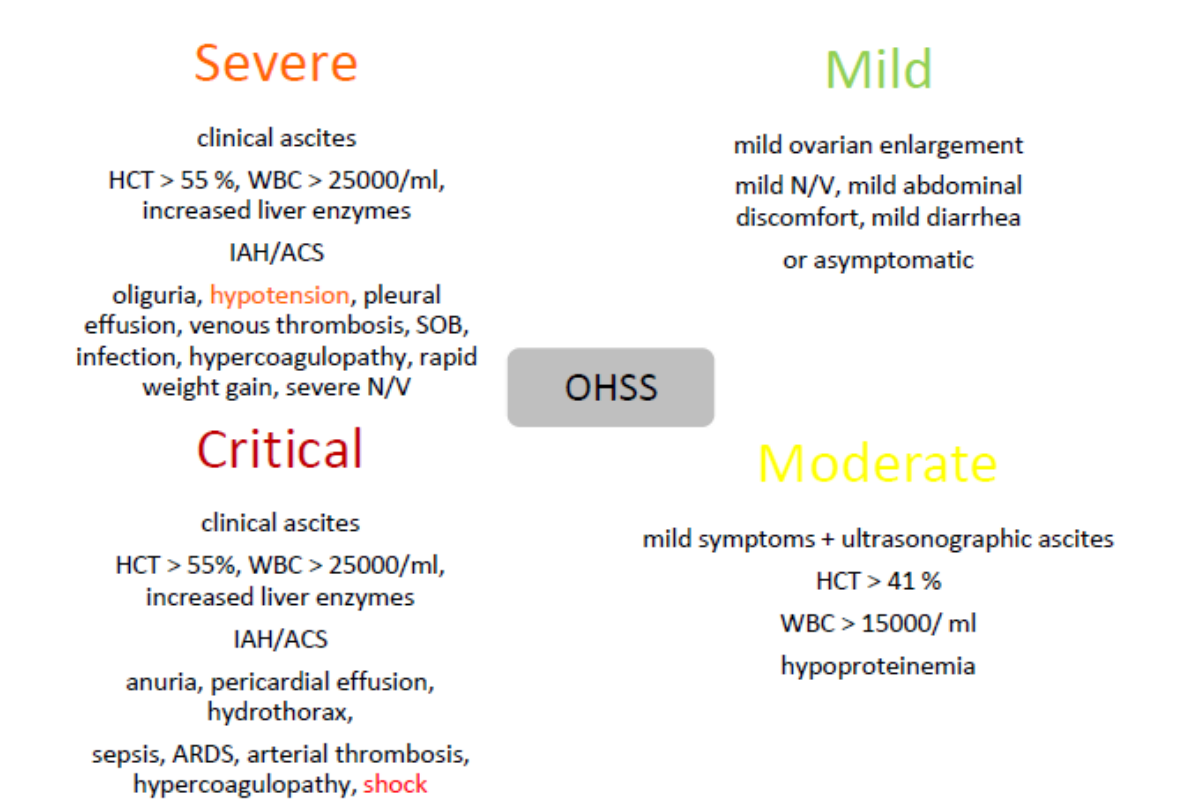 Severe
clinical ascites
HCT > 55 %, WBC > 25000/ml,
increased liver enzymes
IAH/ACS
oliguria, hypotension, pleural
effusion, venous thrombosis, SOB,
infection, hypercoagulopathy, rapid
weight gain, severe N/V
Mild
mild ovarian enlargement
mild N/V, mild abdominal
discomfort, mild diarrhea
or asymptomatic
OHSS
Critical
clinical ascites
HCT > 55%, WBC > 25000/ml,
increased liver enzymes
IAH/ACS
anuria, pericardial effusion,
hydrothorax,
sepsis, ARDS, arterial thrombosis,
hypercoagulopathy, shock
Moderate
mild symptoms + ultrasonographic ascites
HCT > 41 %
WBC > 15000/ ml
hypoproteinemia